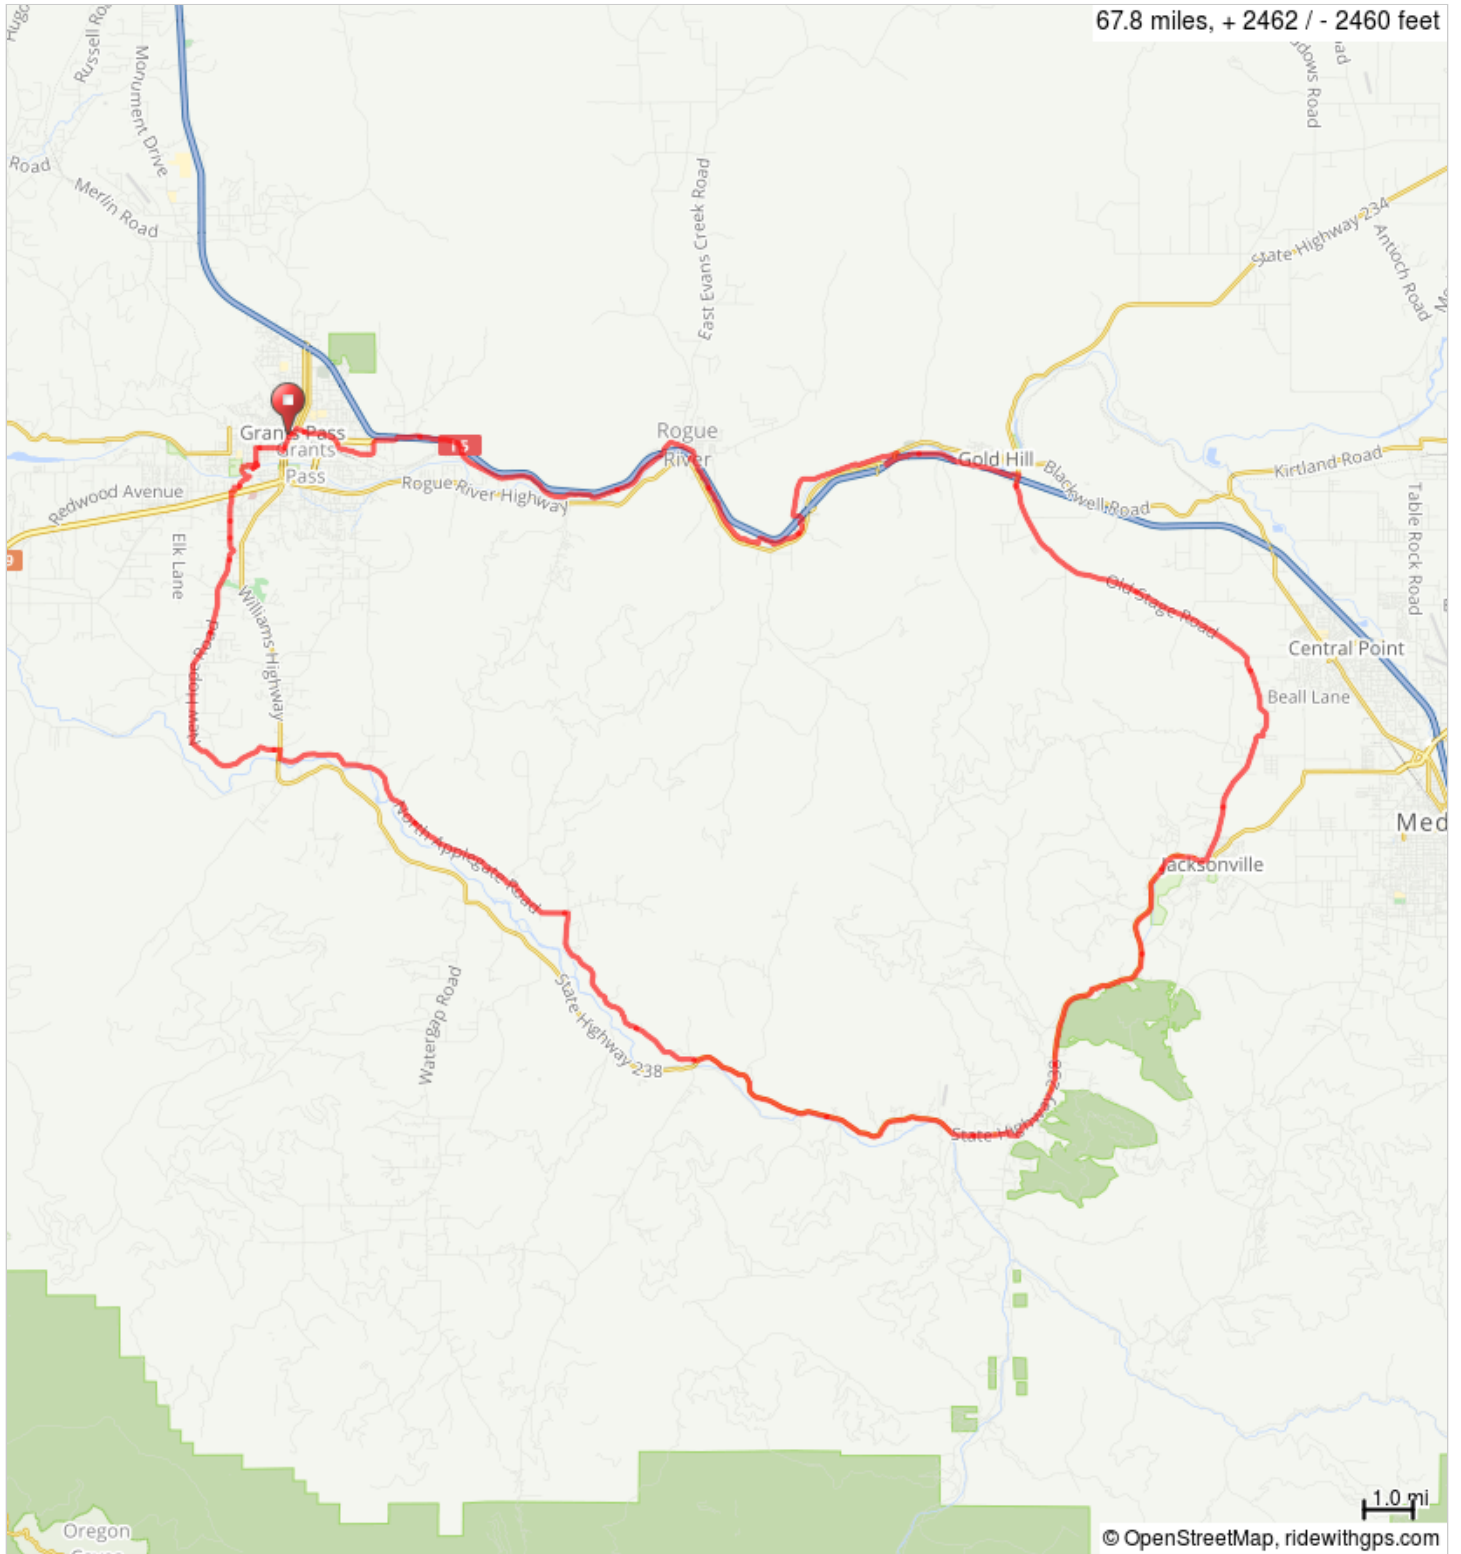 67.8 miles, + 2462 / - 2460 feet
Russell
Monument Drive
Road
Merlin Road
Road
State Highway 234
Antioch Road
East Evans Creek Road
Grants Pass
Grants
Pass
Rogue
River
Gold Hill
Blackwell Road
Kirtland Road
Redwood Avenue
Rogue River Highway
Table Rock Road
Elk Lane
Williams Highway
New Hope Road
Old Stage Road
Central Point
Beall Lane
Med
Jacksonville
North Applegate Road
Watergap Road
State Highway 238
State Highway 238
1.0 mi
Oregon
© OpenStreetMap, ridewithgps.com